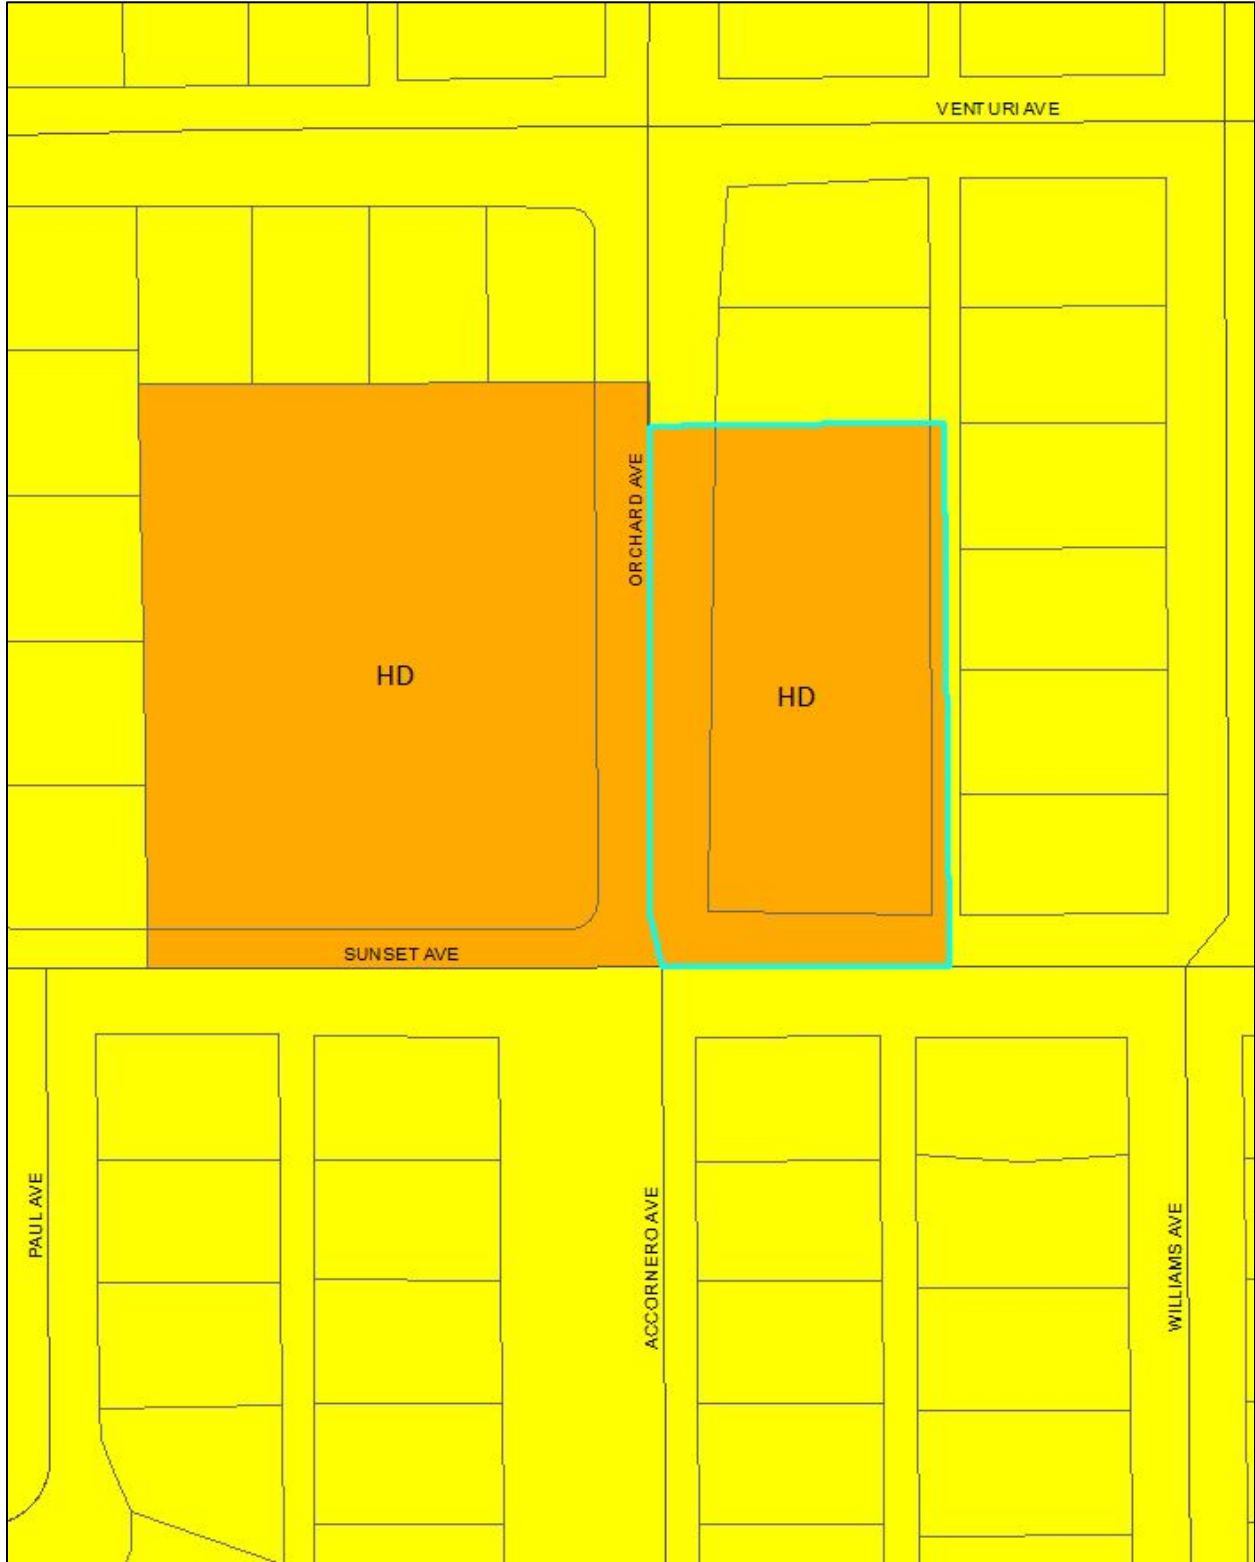 VENTURI AVE
ORCHARD AVE
HD
HD
SUNSET AVE
PAUL AVE
ACCORNERO AVE
WILLIAMS AVE